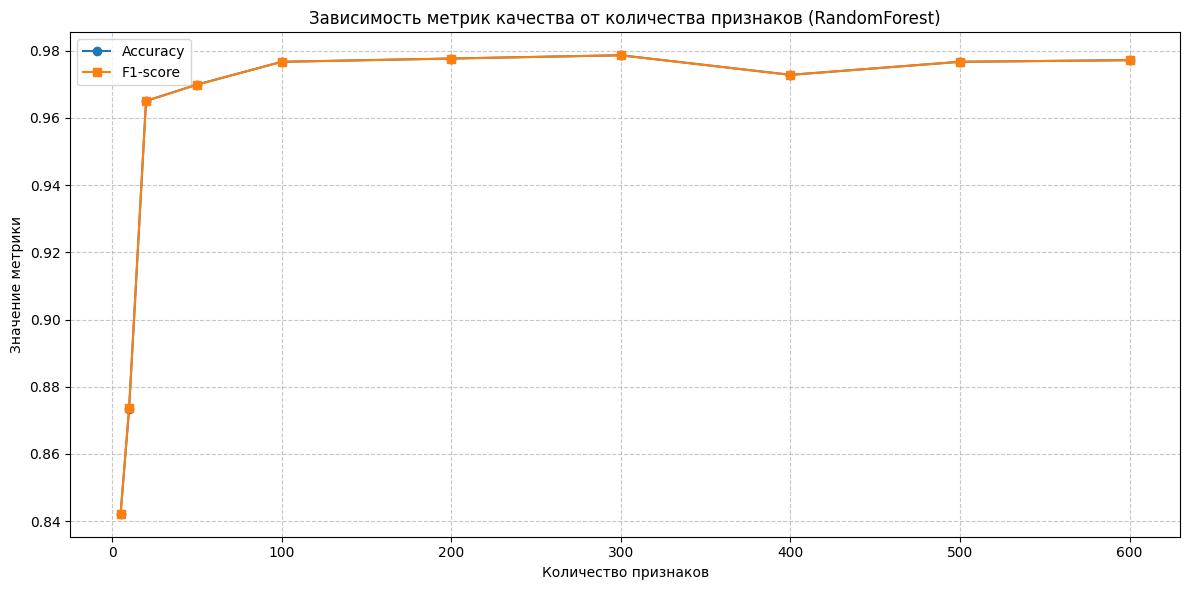 Зависимость метрик качества от количества признаков (RandomForest)
Accuracy
F1-score
Значение метрики
0.98
0.96
0.94
0.92
0.90
0.88
0.86
0.84
0 100 200 300 400 500 600
Количество признаков